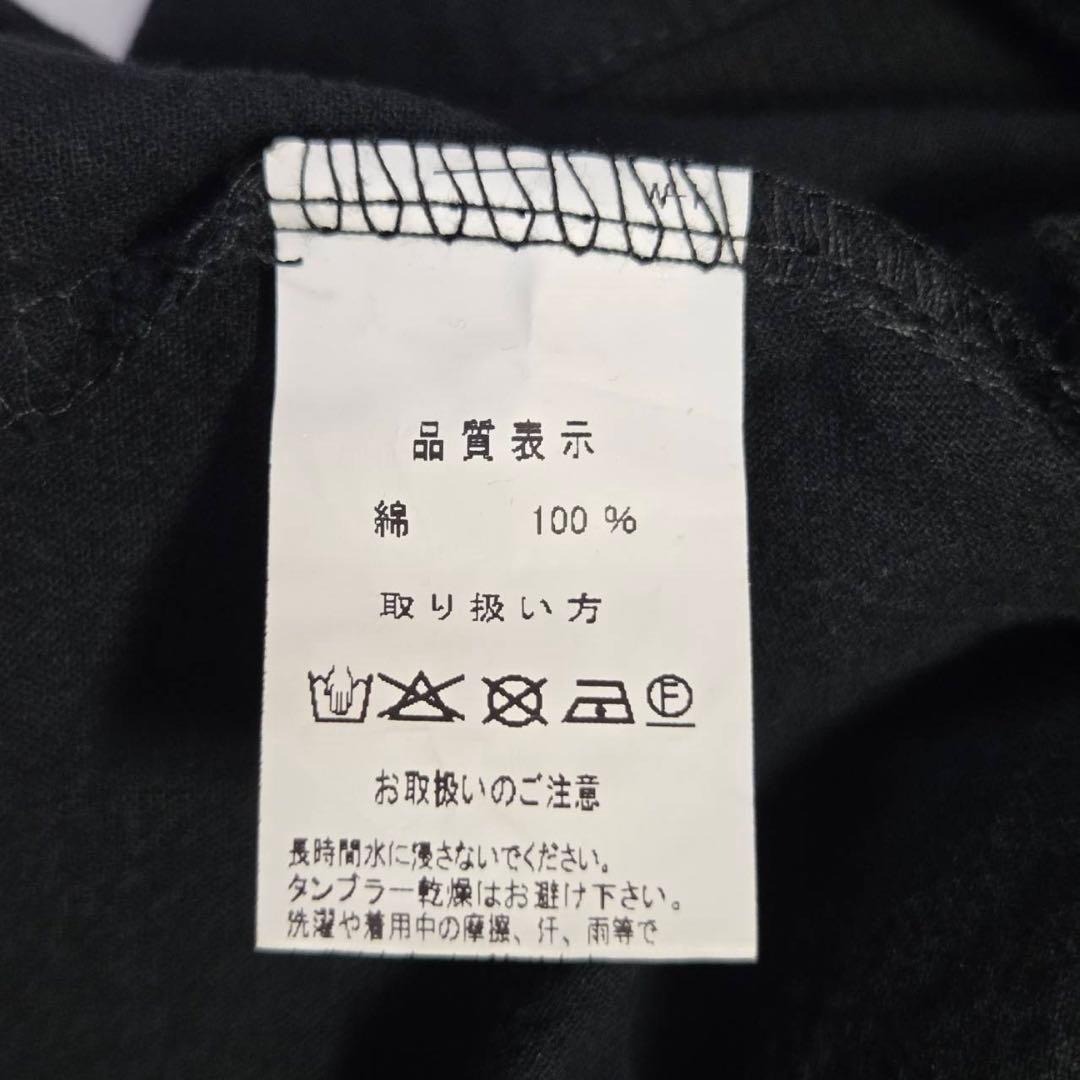 品質表示
綿 100 %
取り扱い方
F
お取扱いのご注意
長時間水に浸さないでください。
タンブラー乾燥はお避け下さい。
洗濯や着用中の摩擦、汗、雨等で